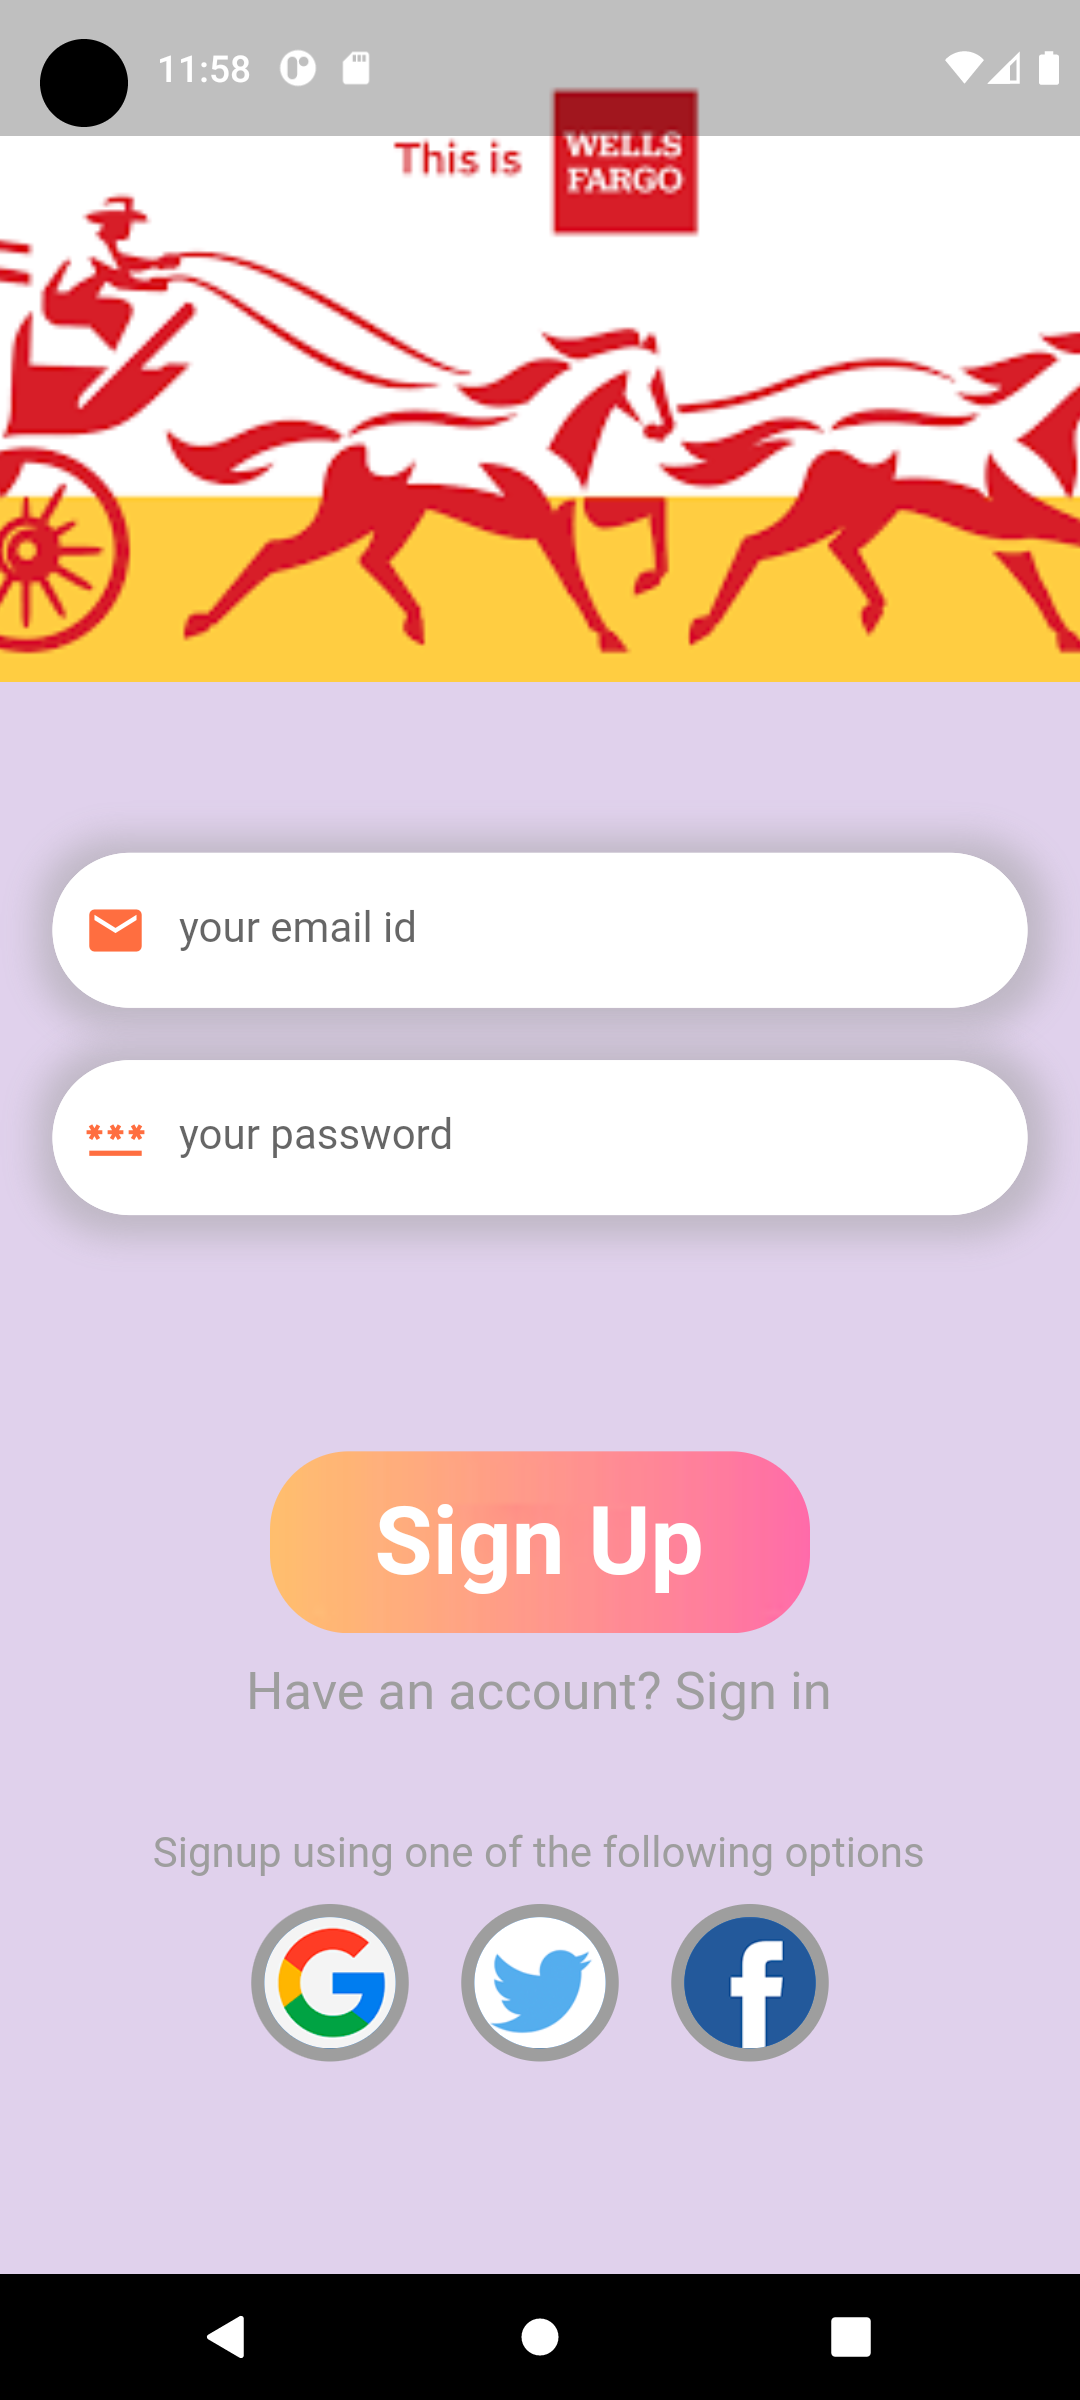 11:58
This is
WELLS
FARGO
your email id
your password
Sign Up
Have an account? Sign in
Signup using one of the following options